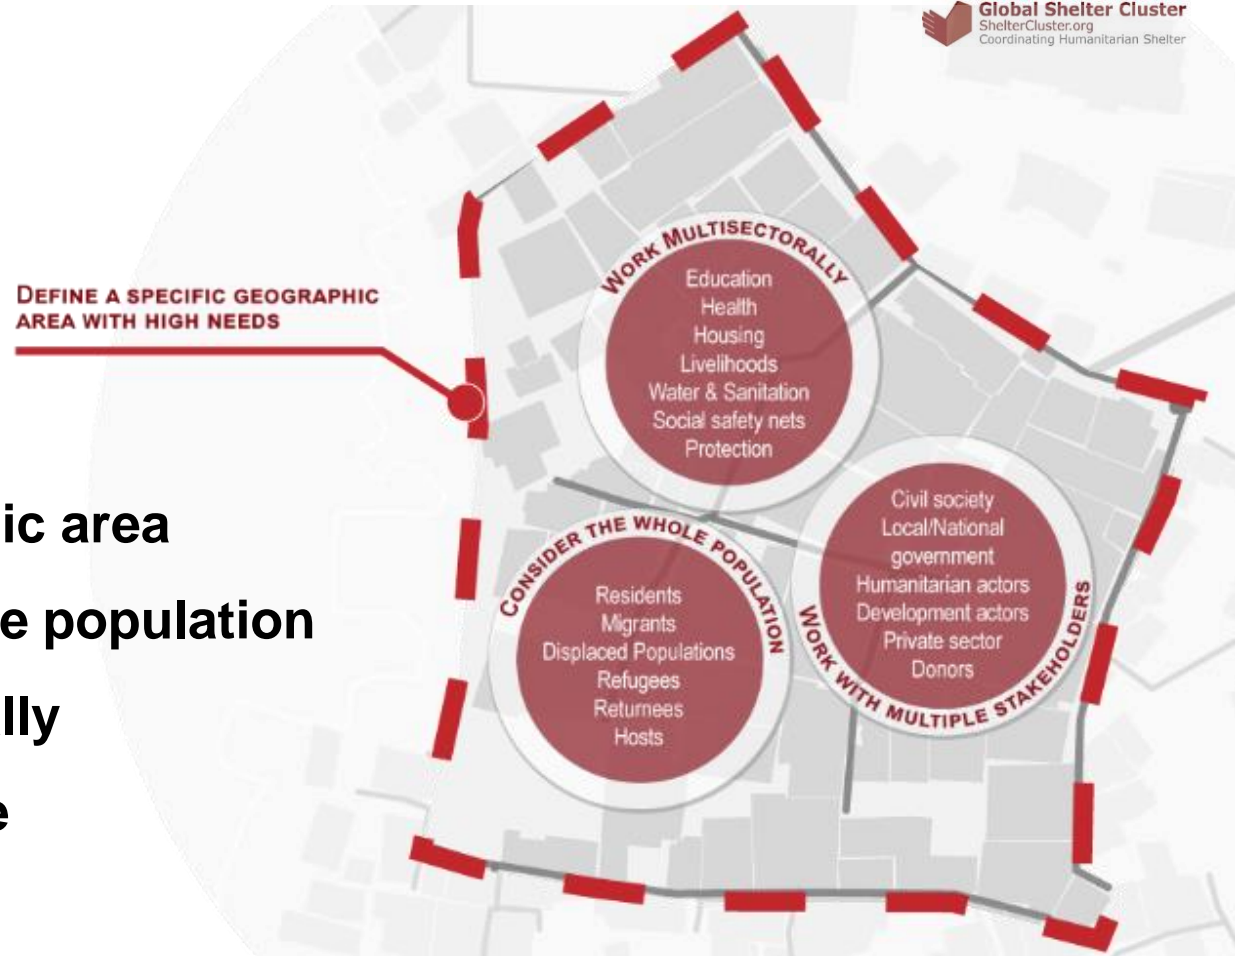 Global Shelter Cluster
ShelterCluster.org
Coordinating Humanitarian Shelter
DEFINE A SPECIFIC GEOGRAPHIC
AREA WITH HIGH NEEDS
WORK MULTISECTORALLY
Education
Health
Housing
Livelihoods
Water & Sanitation
Social safety nets
Protection
CONSIDER THE WHOLE POPULATION
Residents
Migrants
Displaced Populations
Refugees
Returnees
Hosts
Civil society
Local/National
government
Humanitarian actors
Development actors
Private sector
Donors
WORK WITH MULTIPLE STAKEHOLDERS
ic area
e population
lly
e